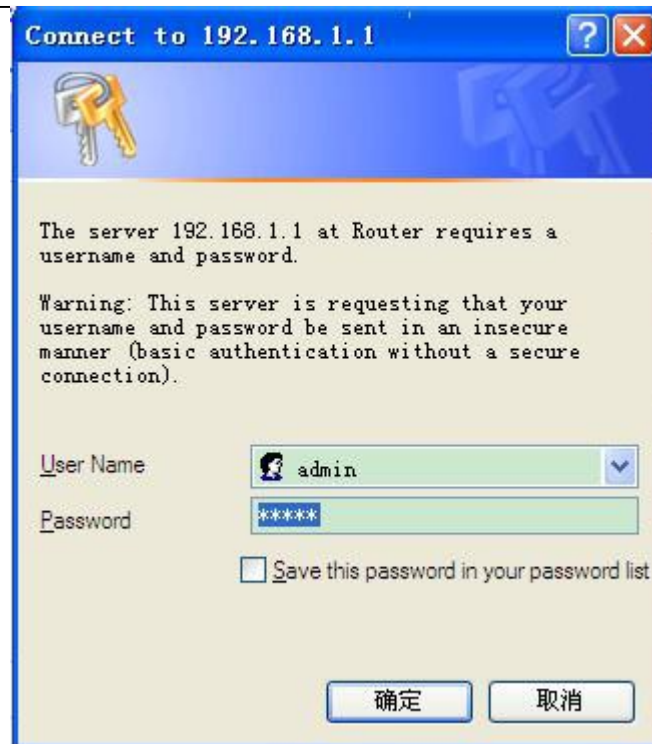 Connect to 192.168.1.1
The server 192.168.1.1 at Router requires a
username and password.
Warning: This server is requesting that your
username and password be sent in an insecure
manner (basic authentication without a secure
connection).
User Name
admin
Password
*****
Save this password in your password list
确定
取消